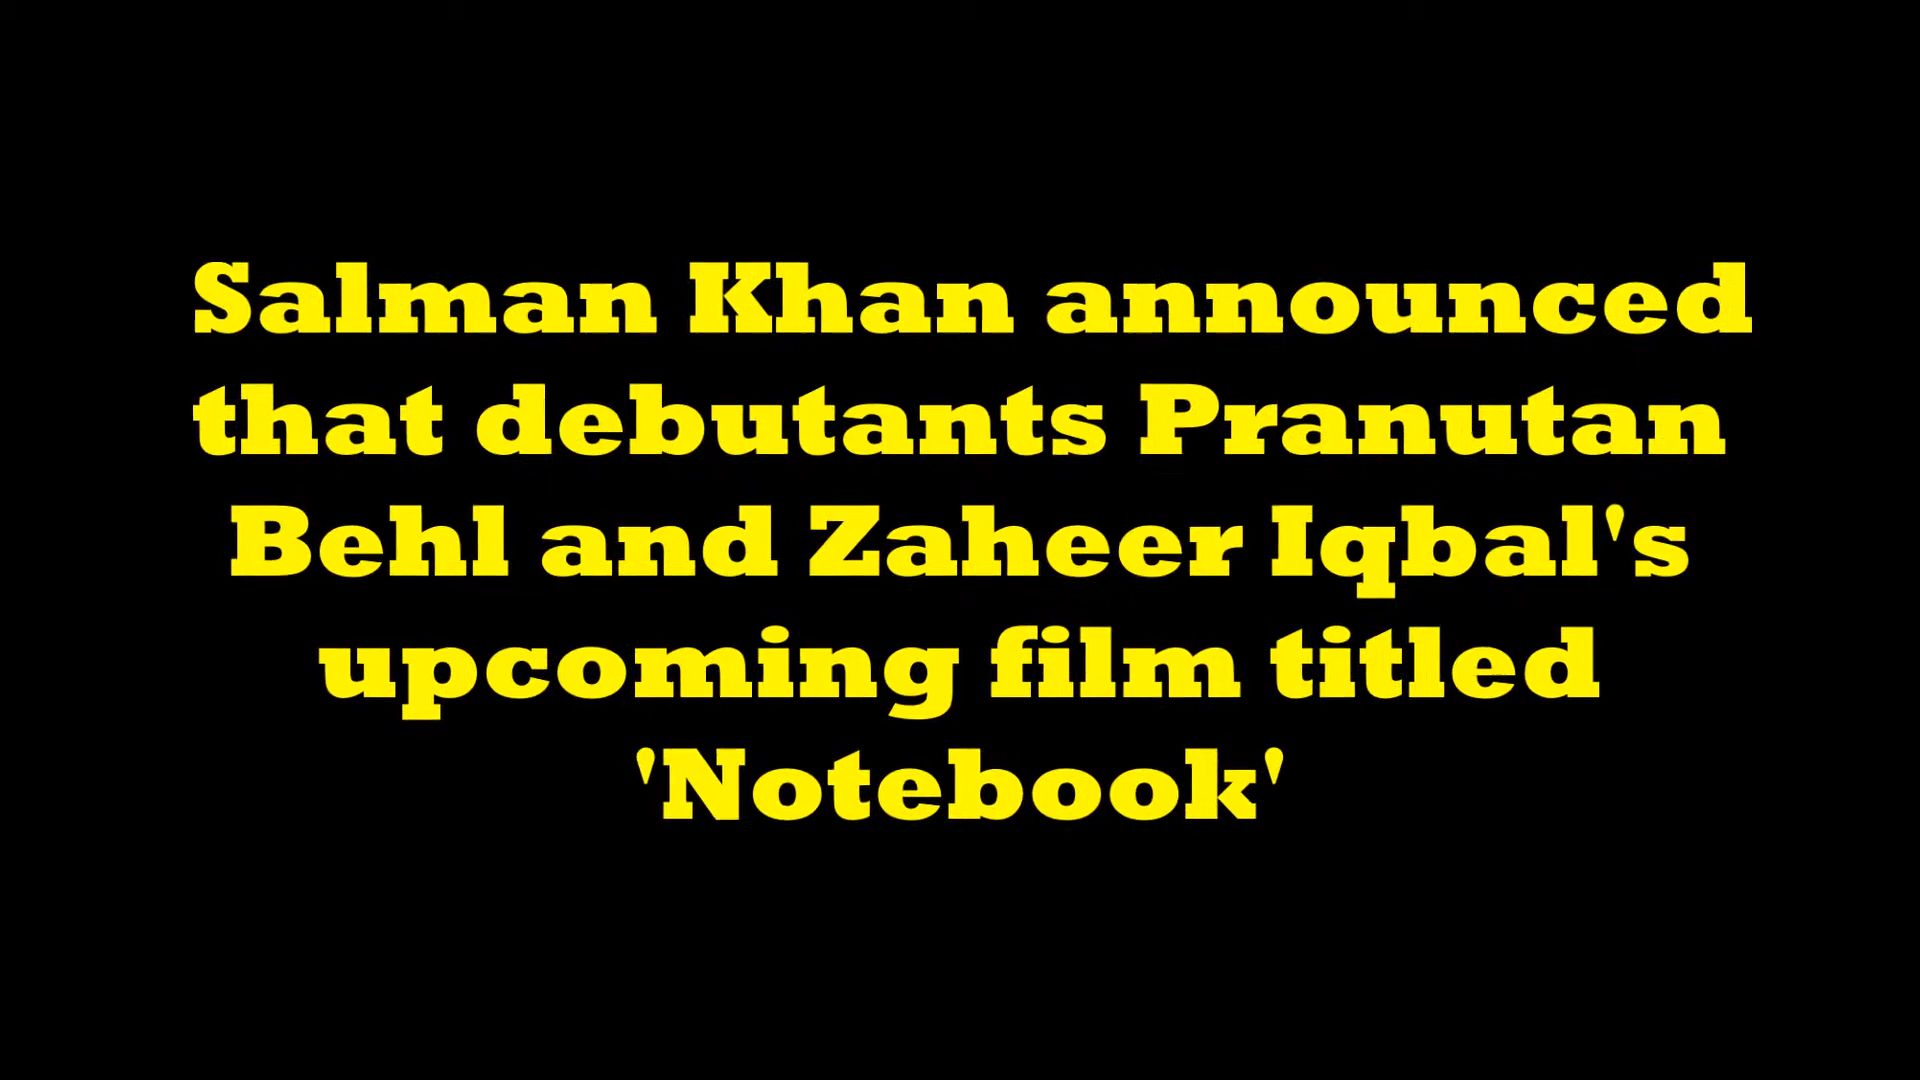 Salman Khan announced
that debutants Pranutan
Behl and Zaheer Iqbal's
upcoming film titled
'Notebook'